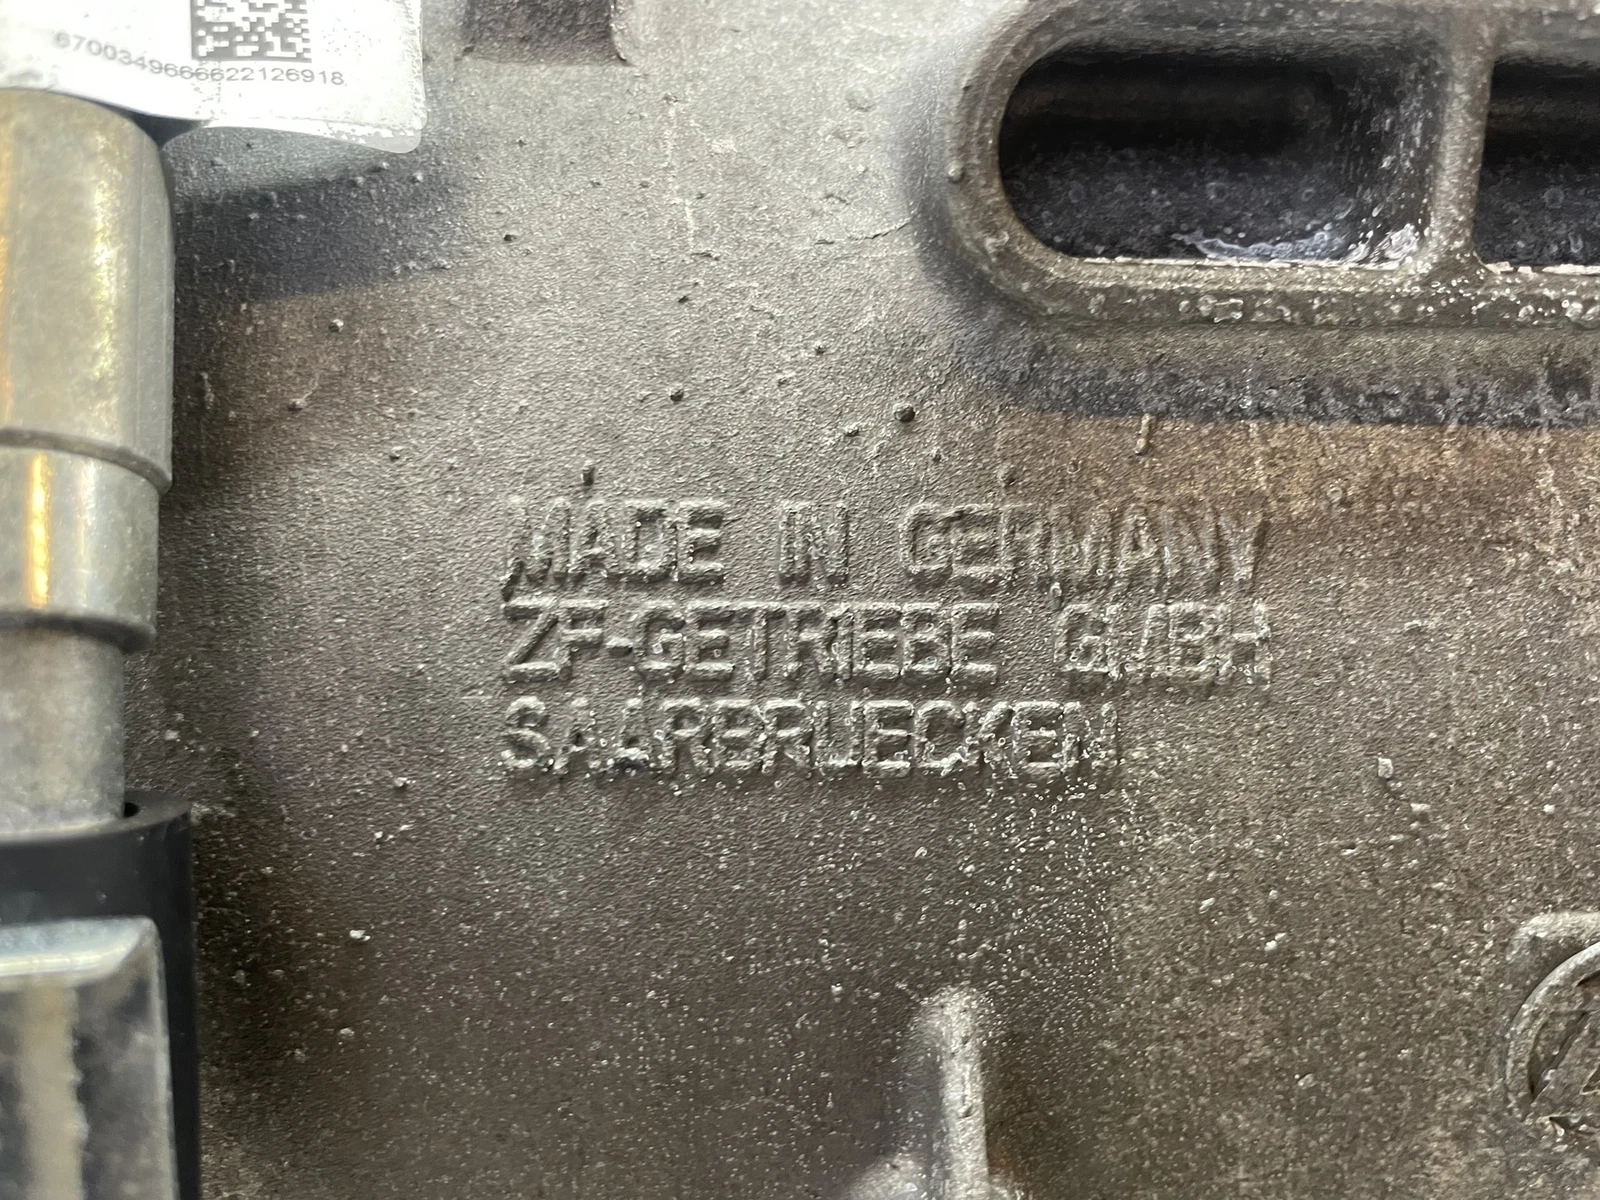 6700349666622126918
MADE IN GERMANY
ZF-GETRIEBE GMBH
SAARBRUECKEN